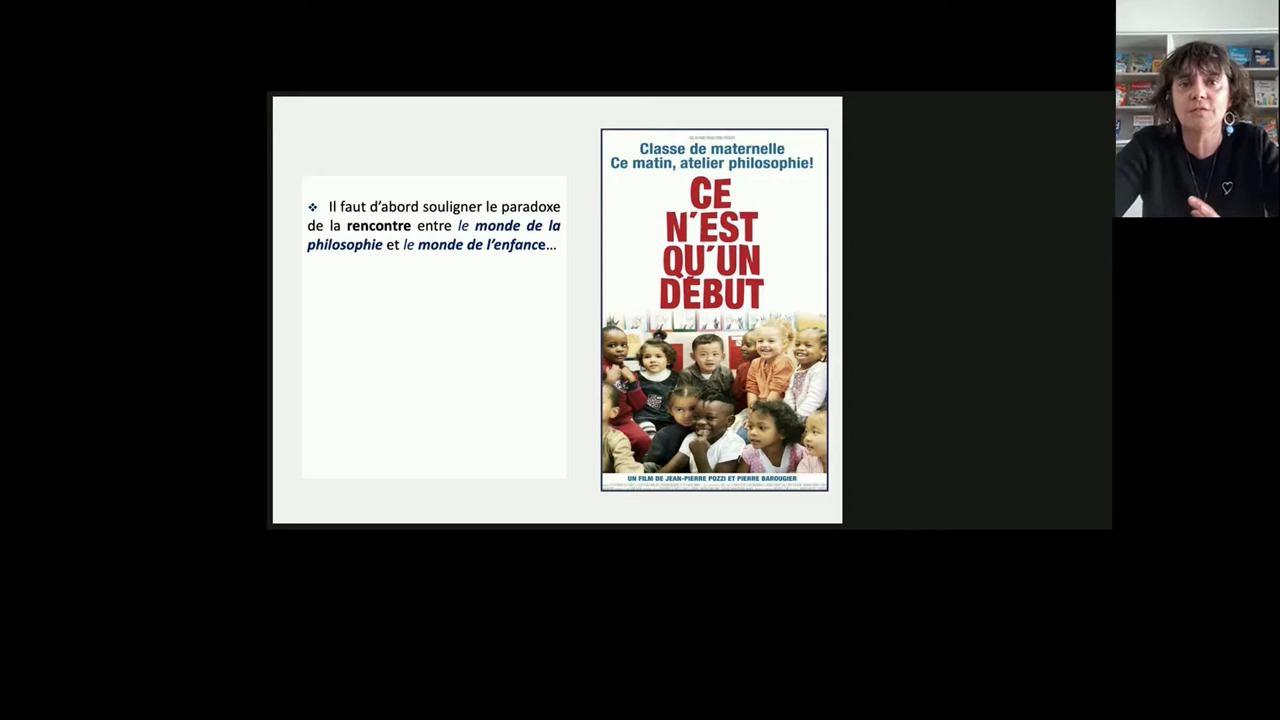 ❖ Il faut d’abord souligner le paradoxe
de la rencontre entre le monde de la
philosophie et le monde de l’enfance…
Classe de maternelle
Ce matin, atelier philosophie!
CE
N´EST
QU´UN
DÉBUT
UN FILM DE JEAN-PIERRE POZZI ET PIERRE BAROUGIER